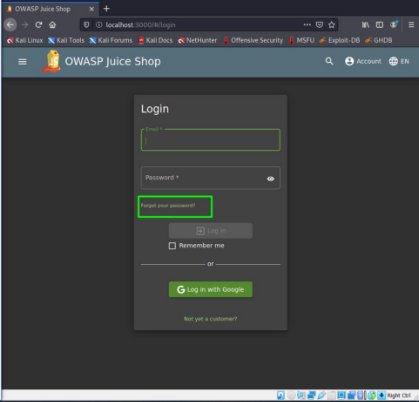 OWASP Juice Shop
localhost:3000/#/login
Kali Linux Kali Tools Kali Forums Kali Docs NetHunter Offensive Security MSFU Exploit-DB GHDB
OWASP Juice Shop Account EN
Login
Email *
Password *
Forgot your password?
Log in
Remember me
or
G Log in with Google
Not yet a customer?
Right Ctrl